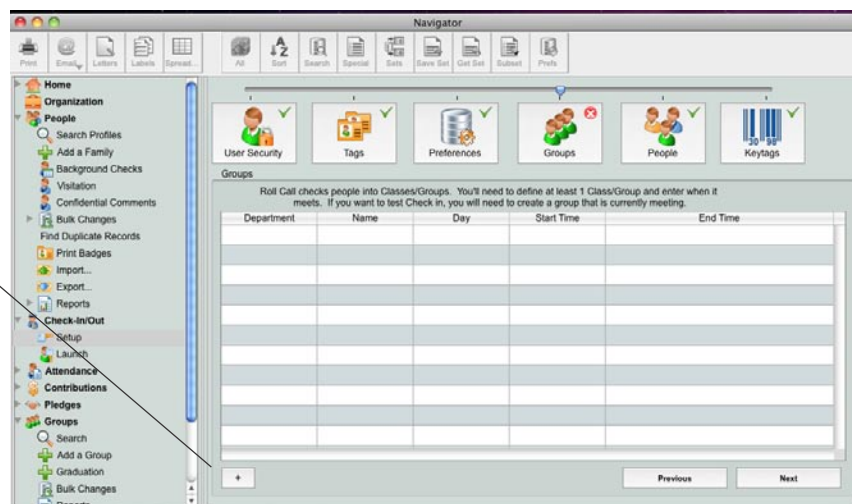 Navigator
Print Email Letters Labels Spread... All Sort Search Special Sets Save Set Get Set Subset Prefs
Home
Organization
People
Search Profiles
Add a Family
Background Checks
Visitation
Confidential Comments
Bulk Changes
Find Duplicate Records
Print Badges
Import...
Export...
Reports
Check-In/Out
Setup
Launch
Attendance
Contributions
Pledges
Groups
Search
Add a Group
Graduation
Bulk Changes
Reports
User Security Tags Preferences Groups People Keytags
Groups
Roll Call checks people into Classes/Groups. You'll need to define at least 1 Class/Group and enter when it
meets. If you want to test Check in, you will need to create a group that is currently meeting.
Department Name Day Start Time End Time
+ Previous Next